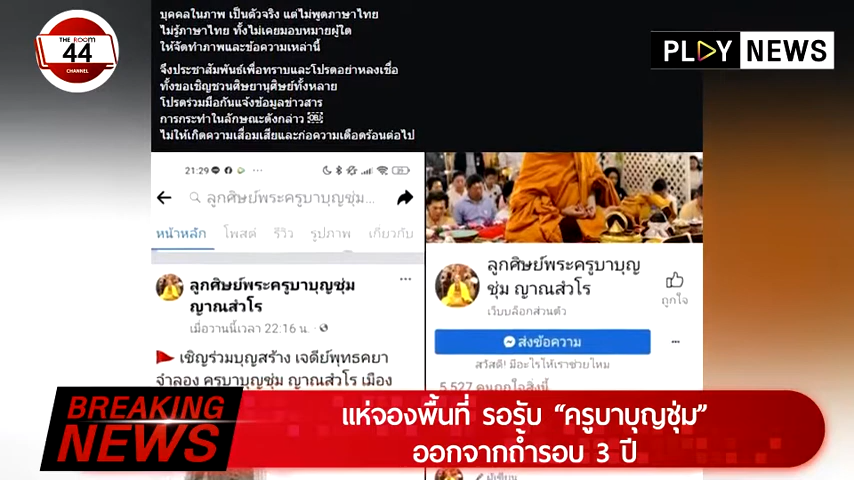 บุคคลในภาพ เป็นตัวจริง แต่ไม่พูดภาษาไทย
ไม่รู้ภาษาไทย ทั้งไม่เคยมอบหมายผู้ใด
ให้จัดทำภาพและข้อความเหล่านี้
จึงประชาสัมพันธ์เพื่อทราบและโปรดอย่าหลงเชื่อ
ทั้งขอเชิญชวนศิษยานุศิษย์ทั้งหลาย
โปรดร่วมมือกันแจ้งข้อมูลข่าวสาร
การกระทำในลักษณะดังกล่าว
ไม่ให้เกิดความเสื่อมเสียและก่อความเดือดร้อนต่อไป
THE ROOM
44
CHANNEL
PLAY NEWS
21:29
ลูกศิษย์พระครูบาบุญชุ่ม...
หน้าหลัก โพสต์ รีวิว รูปภาพ เกี่ยวกับ
ลูกศิษย์พระครูบาบุญชุ่ม
ญาณสํวโร
เมื่อวานนี้เวลา 22:16 น.
เชิญร่วมบุญสร้าง เจดีย์พุทธคยา
จำลอง ครูบาบุญชุ่ม ญาณสํวโร เมือง
ลูกศิษย์พระครูบาบุญ
ชุ่ม ญาณสํวโร
เว็บบล็อกส่วนตัว
ถูกใจ
ส่งข้อความ
สวัสดี! มีอะไรให้เราช่วยไหม
5,527 คนถูกใจสิ่งนี้
BREAKING
NEWS
แห่จองพื้นที่ รอรับ “ครูบาบุญชุ่ม”
ออกจากถ้ำรอบ 3 ปี